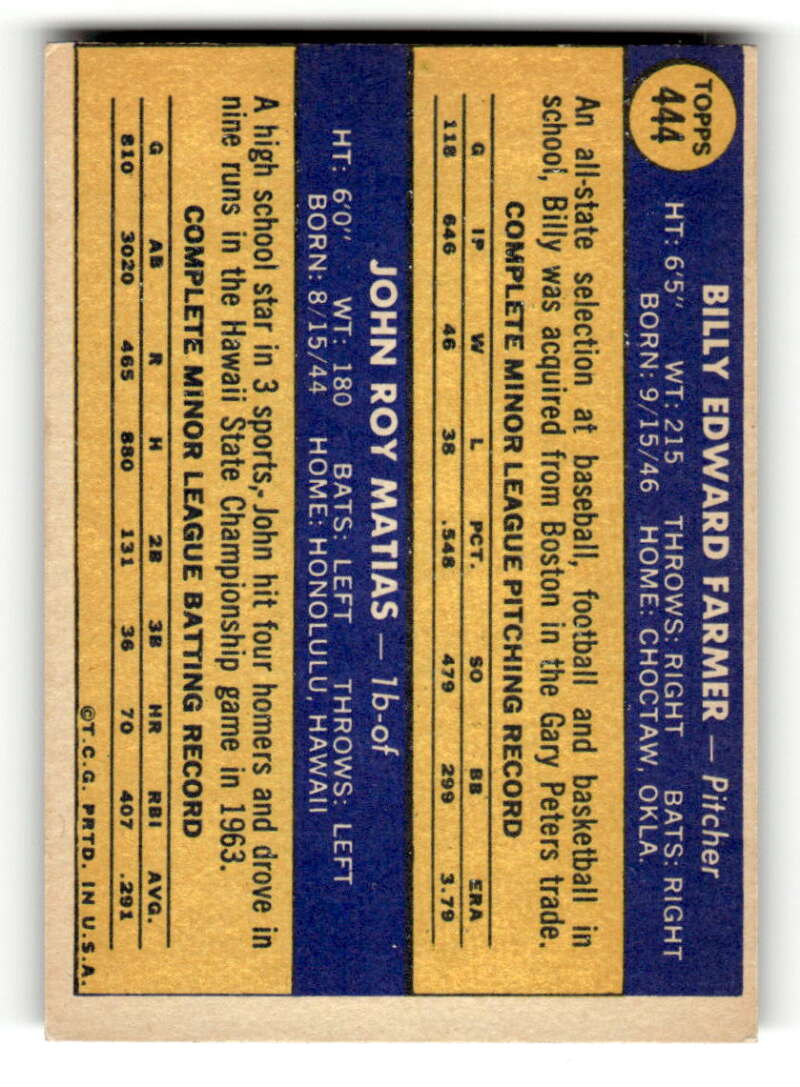 TOPPS
444
BILLY EDWARD FARMER — Pitcher
HT: 6'5" WT: 215 THROWS: RIGHT BATS: RIGHT
BORN: 9/15/46 HOME: CHOCTAW, OKLA.
An all-state selection at baseball, football and basketball in
school, Billy was acquired from Boston in the Gary Peters trade.
COMPLETE MINOR LEAGUE PITCHING RECORD
G IP W L PCT. SO BB ERA
118 646 46 38 .548 479 299 3.79
JOHN ROY MATIAS — 1b-of
HT: 6'0" WT: 180 BATS: LEFT THROWS: LEFT
BORN: 8/15/44 HOME: HONOLULU, HAWAII
A high school star in 3 sports, John hit four homers and drove in
nine runs in the Hawaii State Championship game in 1963.
COMPLETE MINOR LEAGUE BATTING RECORD
G AB R H 2B 3B HR RBI AVG.
810 3020 465 880 131 36 70 407 .291
©T.C.G. PRTD. IN U.S.A.